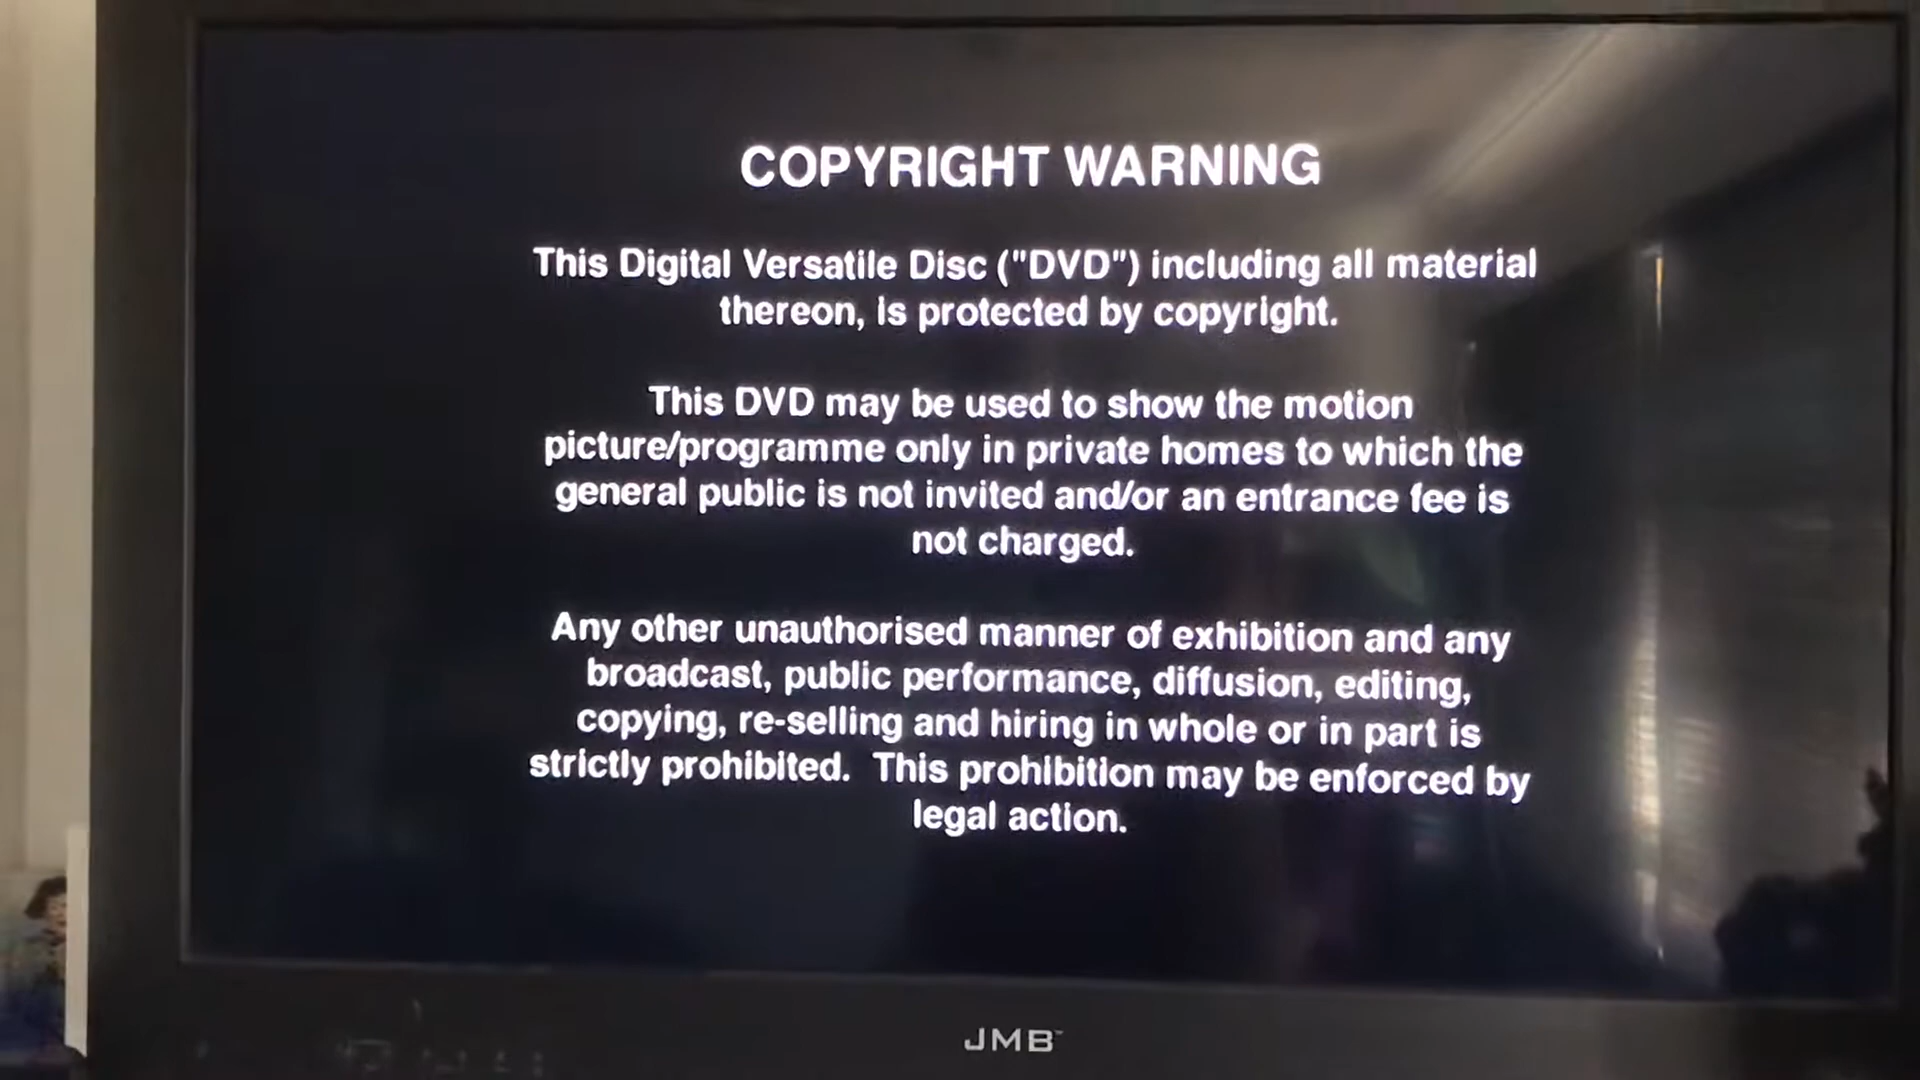 COPYRIGHT WARNING
This Digital Versatile Disc ("DVD") including all material
thereon, is protected by copyright.
This DVD may be used to show the motion
picture/programme only in private homes to which the
general public is not invited and/or an entrance fee is
not charged.
Any other unauthorised manner of exhibition and any
broadcast, public performance, diffusion, editing,
copying, re-selling and hiring in whole or in part is
strictly prohibited.  This prohibition may be enforced by
legal action.
JMB™